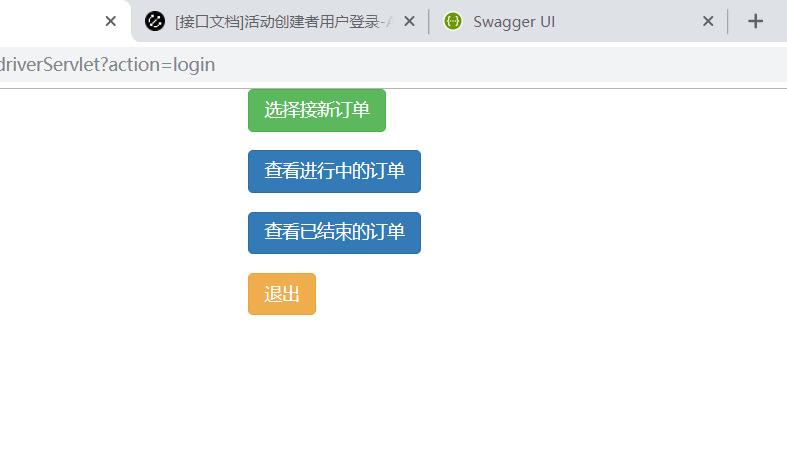 [接口文档]活动创建者用户登录-
Swagger UI
driverServlet?action=login
选择接新订单
查看进行中的订单
查看已结束的订单
退出